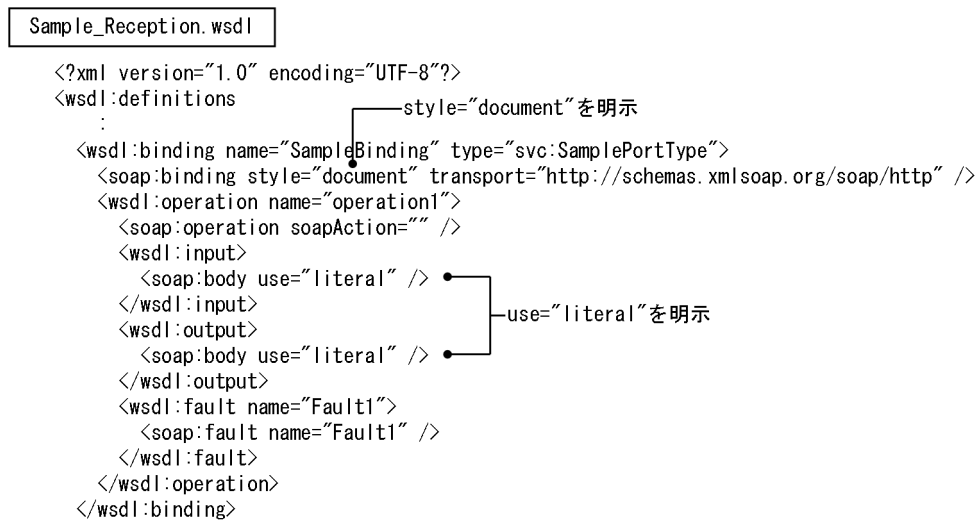 Sample_Reception.wsdl
<?xml version="1.0" encoding="UTF-8"?>
<wsdl:definitions
style="document"を明示
:
<wsdl:binding name="SampleBinding" type="svc:SamplePortType">
<soap:binding style="document" transport="http://schemas.xmlsoap.org/soap/http" />
<wsdl:operation name="operation1">
<soap:operation soapAction="" />
<wsdl:input>
<soap:body use="literal" />
</wsdl:input>
use="literal"を明示
<wsdl:output>
<soap:body use="literal" />
</wsdl:output>
<wsdl:fault name="Fault1">
<soap:fault name="Fault1" />
</wsdl:fault>
</wsdl:operation>
</wsdl:binding>